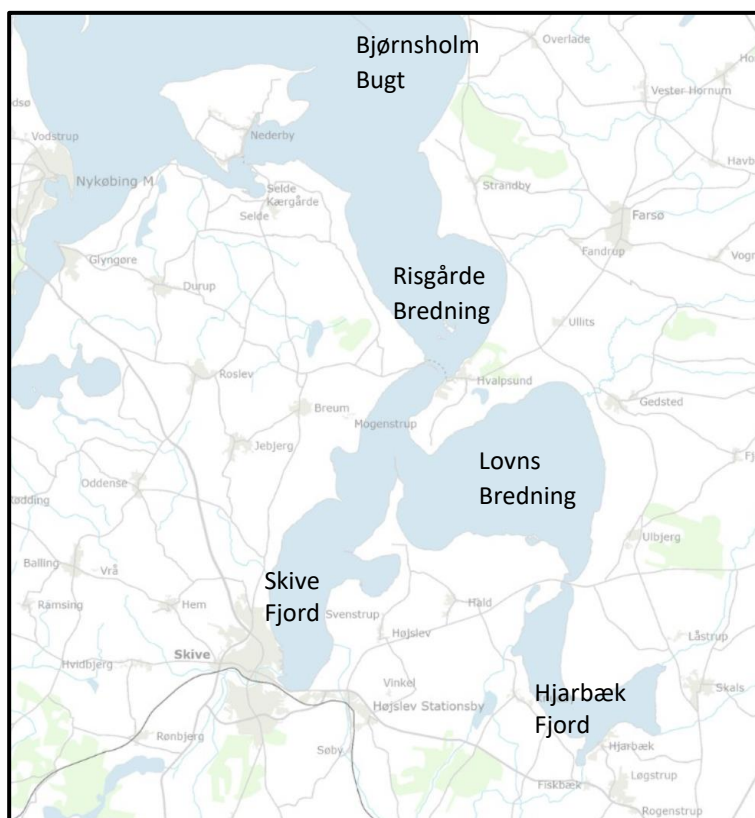 Bjørnsholm
Bugt
Overlade
Vester Hornum
Vodstrup
Nederby
Nykøbing M
Selde
Kærgårde
Selde
Strandby
Farsø
Fandrup
Glyngøre
Durup
Risgårde
Bredning
Ullits
Roslev
Hvalpsund
Gedsted
Breum
Mogenstrup
Jebjerg
Lovns
Bredning
Oddense
Ulbjerg
Balling
Vrå
Skive
Fjord
Ramsing
Hem
Svenstrup
Hald
Højslev
Låstrup
Hvidbjerg
Skive
Vinkel
Skals
Hjarbæk
Fjord
Højslev Stationsby
Rønbjerg
Søby
Hjarbæk
Løgstrup
Fiskbæk
Rogenstrup